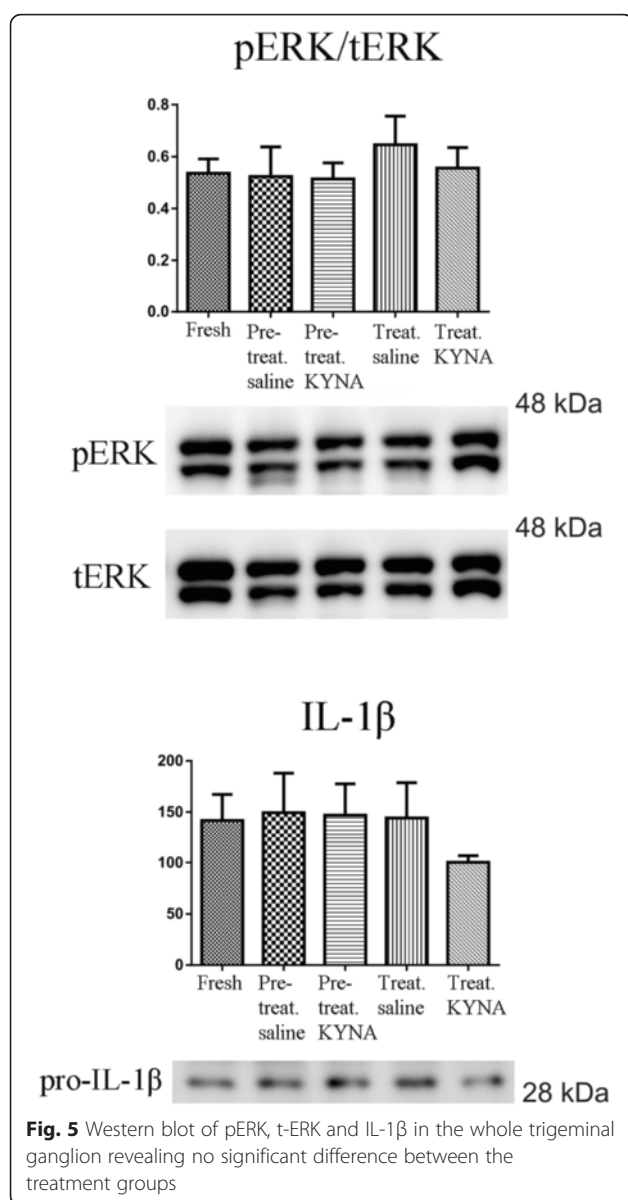 pERK/tERK
0.8
0.6
0.4
0.2
0.0
Fresh Pre- Pre- Treat. Treat.
treat. treat. saline KYNA
saline KYNA
48 kDa
pERK
48 kDa
tERK
IL-1β
200
150
100
50
0
Fresh Pre- Pre- Treat. Treat.
treat. treat. saline KYNA
saline KYNA
pro-IL-1β
28 kDa
Fig. 5 Western blot of pERK, t-ERK and IL-1β in the whole trigeminal
ganglion revealing no significant difference between the
treatment groups